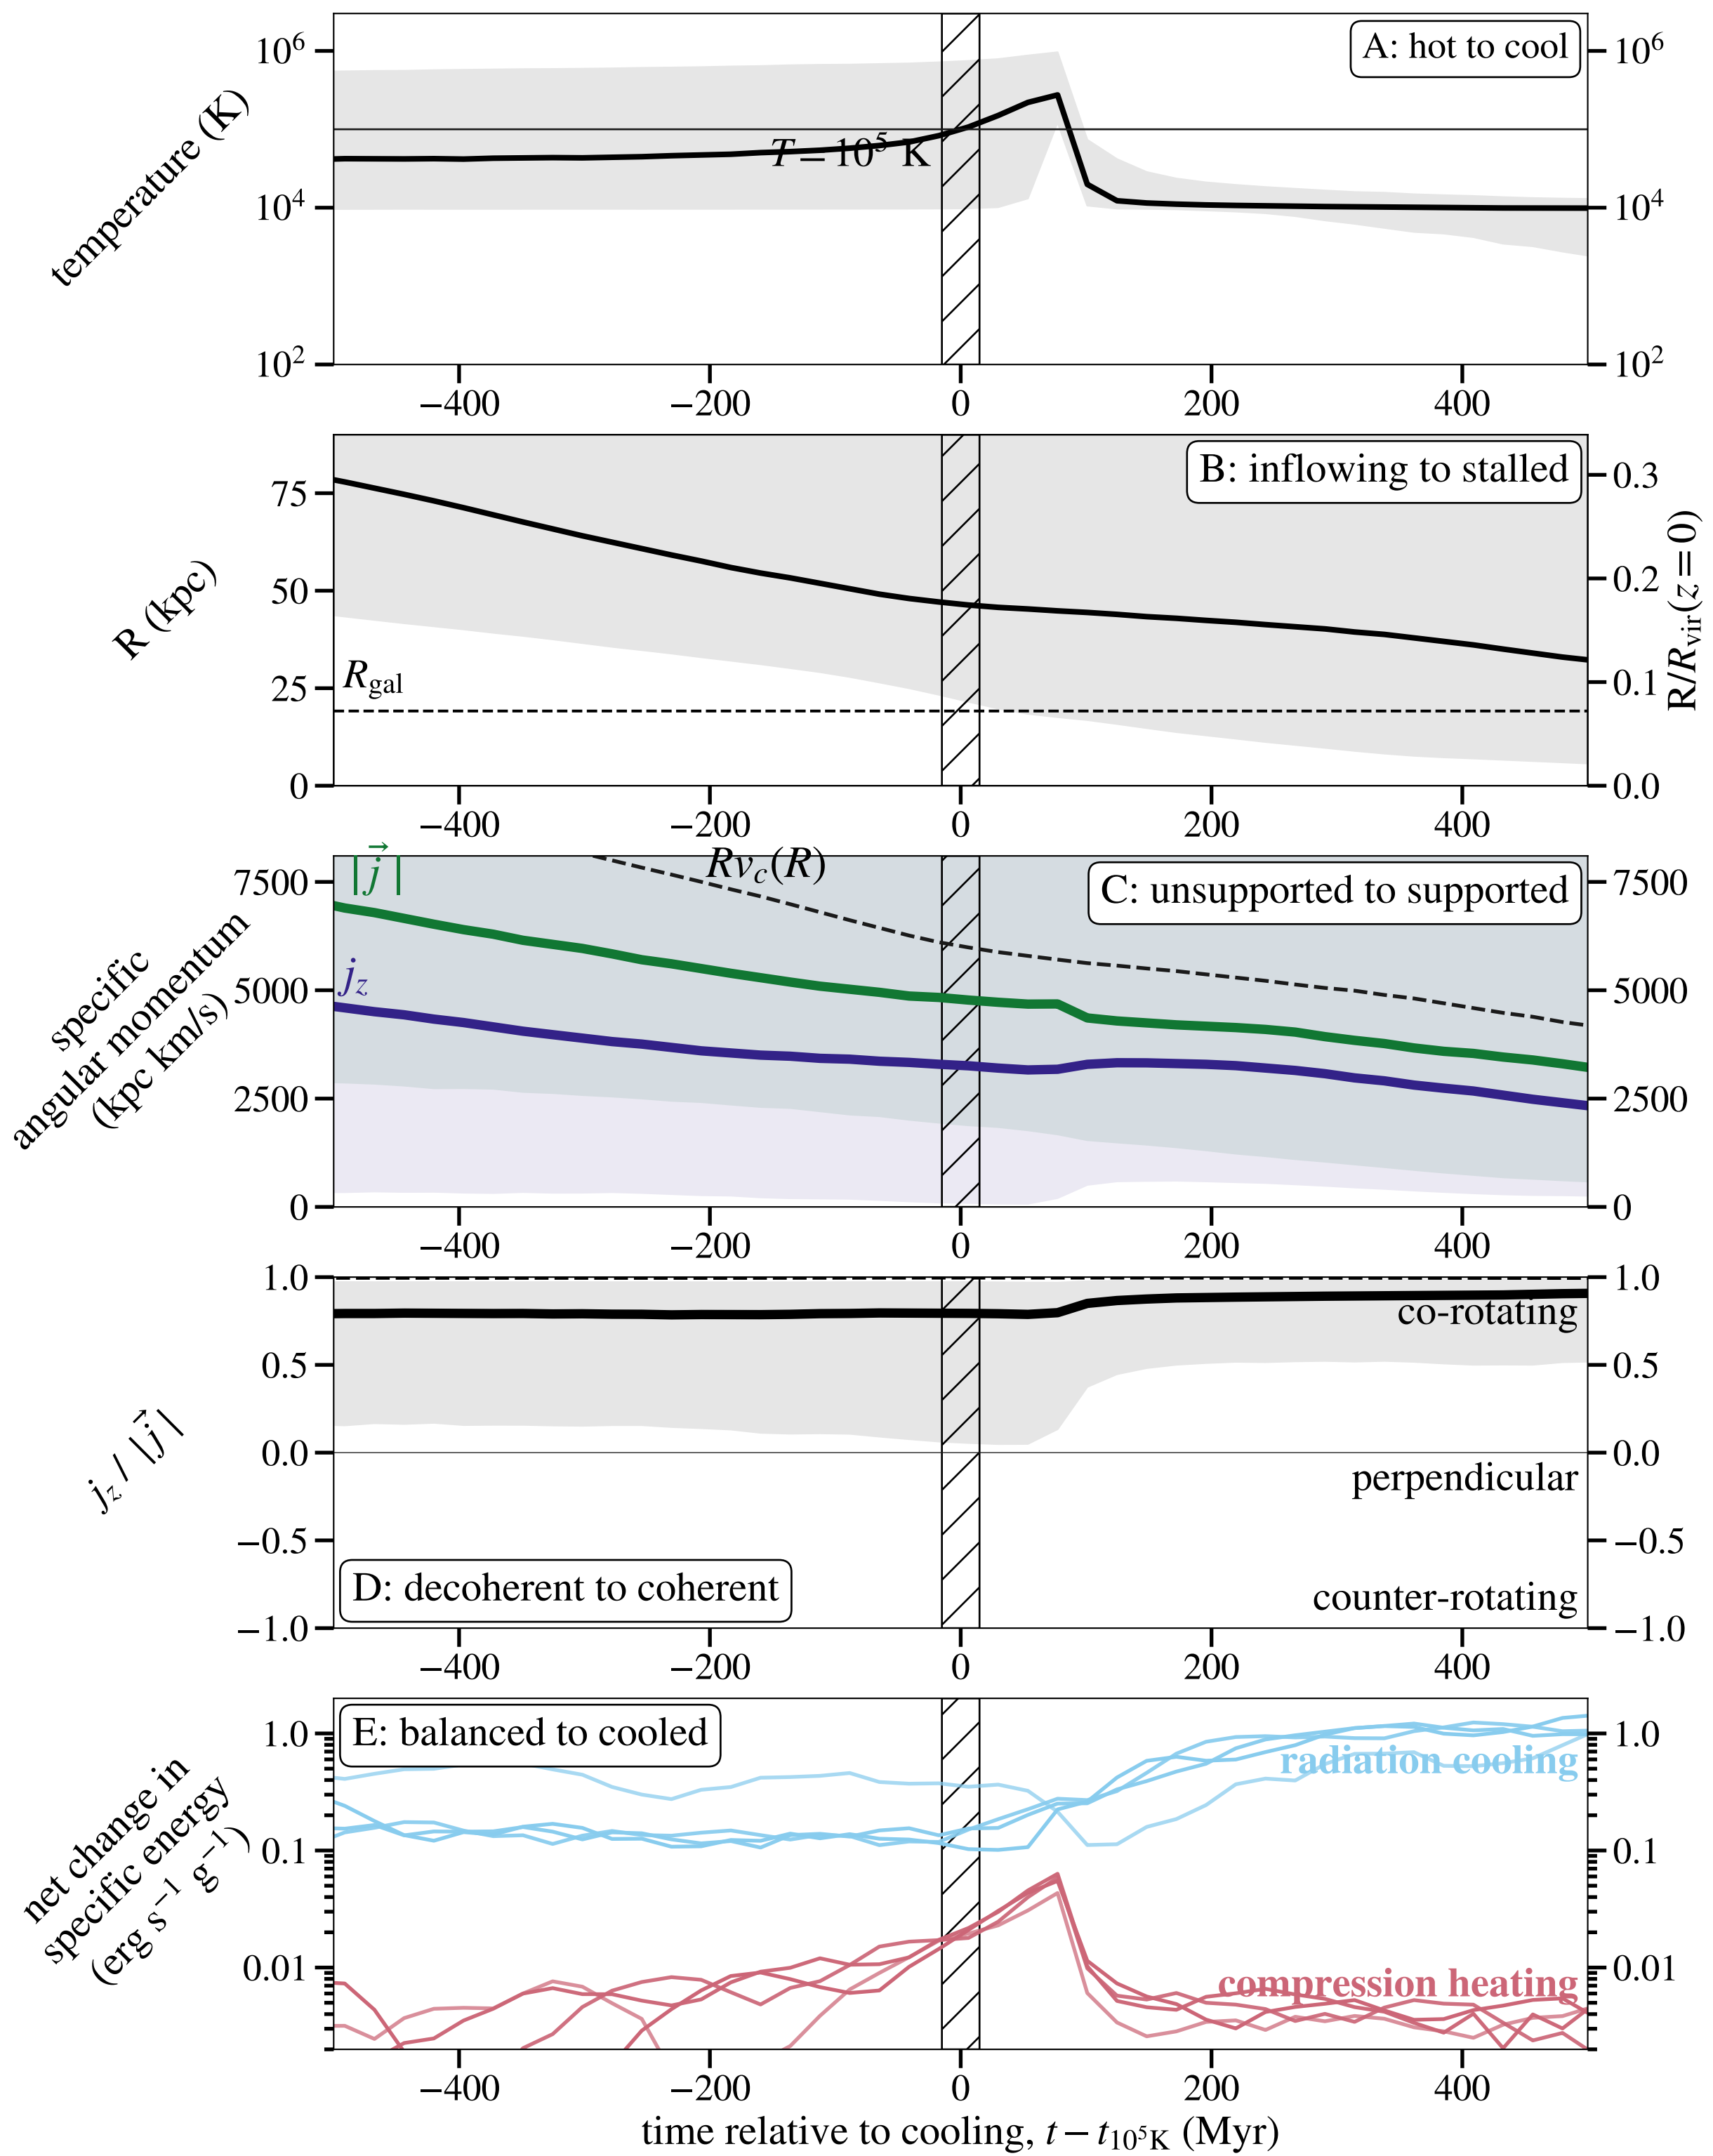 temperature (K)
10^6
10^4
10^2
A: hot to cool
T = 10^5 K
10^6
10^4
10^2
−400 −200 0 200 400
R (kpc)
75
50
25
0
B: inflowing to stalled
R_gal
0.3
0.2
0.1
0.0
R/R_vir(z=0)
−400 −200 0 200 400
specific
angular momentum
(kpc km/s)
7500
5000
2500
0
|j⃗|
Rv_c(R)
C: unsupported to supported
j_z
7500
5000
2500
0
−400 −200 0 200 400
j_z / |j⃗|
1.0
0.5
0.0
−0.5
−1.0
co-rotating
perpendicular
D: decoherent to coherent
counter-rotating
1.0
0.5
0.0
−0.5
−1.0
−400 −200 0 200 400
net change in
specific energy
(erg s^−1 g^−1)
1.0
0.1
0.01
E: balanced to cooled
radiation cooling
compression heating
1.0
0.1
0.01
−400 −200 0 200 400
time relative to cooling, t − t_10^5K (Myr)